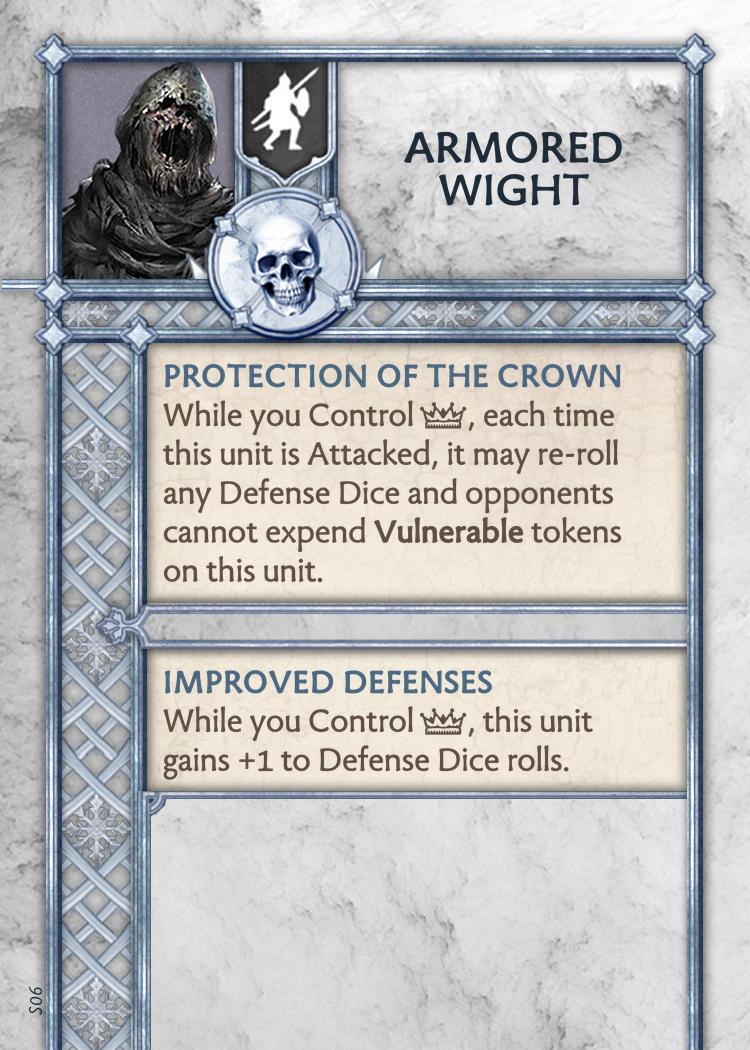 ARMORED
WIGHT
PROTECTION OF THE CROWN
While you Control , each time
this unit is Attacked, it may re-roll
any Defense Dice and opponents
cannot expend Vulnerable tokens
on this unit.
IMPROVED DEFENSES
While you Control , this unit
gains +1 to Defense Dice rolls.
S06